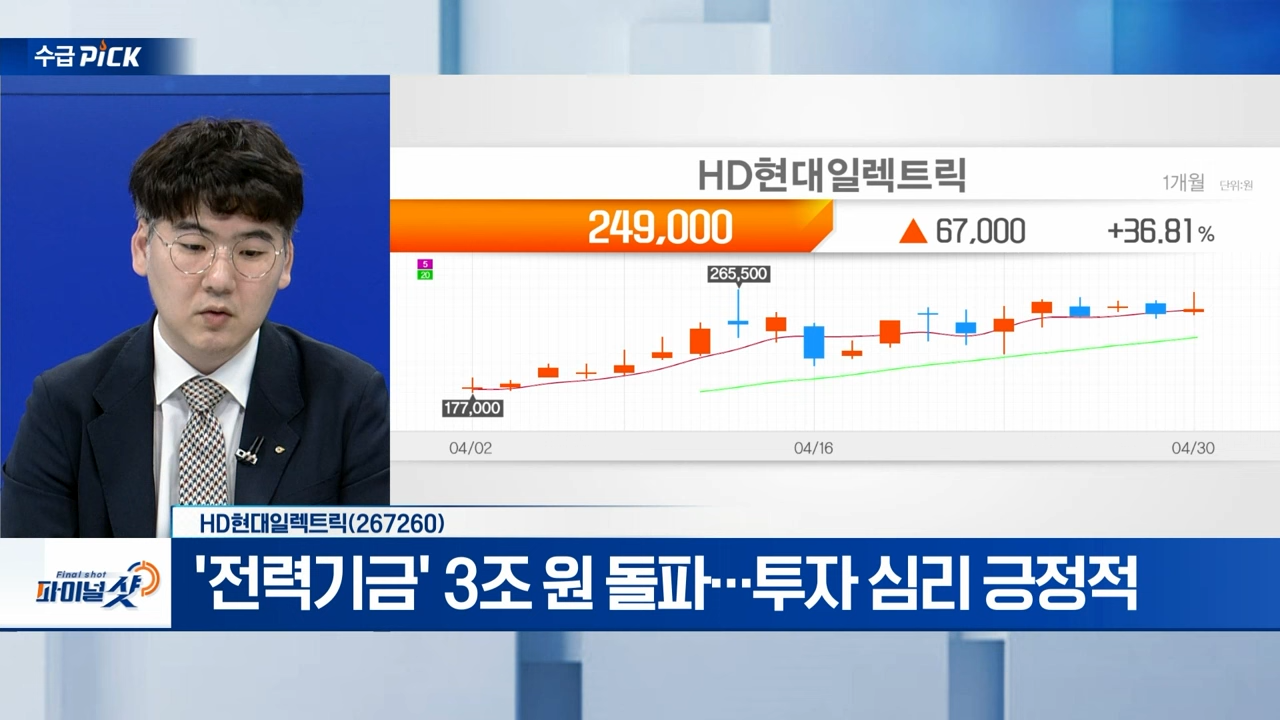 수급 PiCK
HD현대일렉트릭
1개월 단위:원
249,000 ▲ 67,000 +36.81%
5
20
265,500
177,000
04/02 04/16 04/30
HD현대일렉트릭(267260)
Final shot
파이널샷
'전력기금' 3조 원 돌파…투자 심리 긍정적